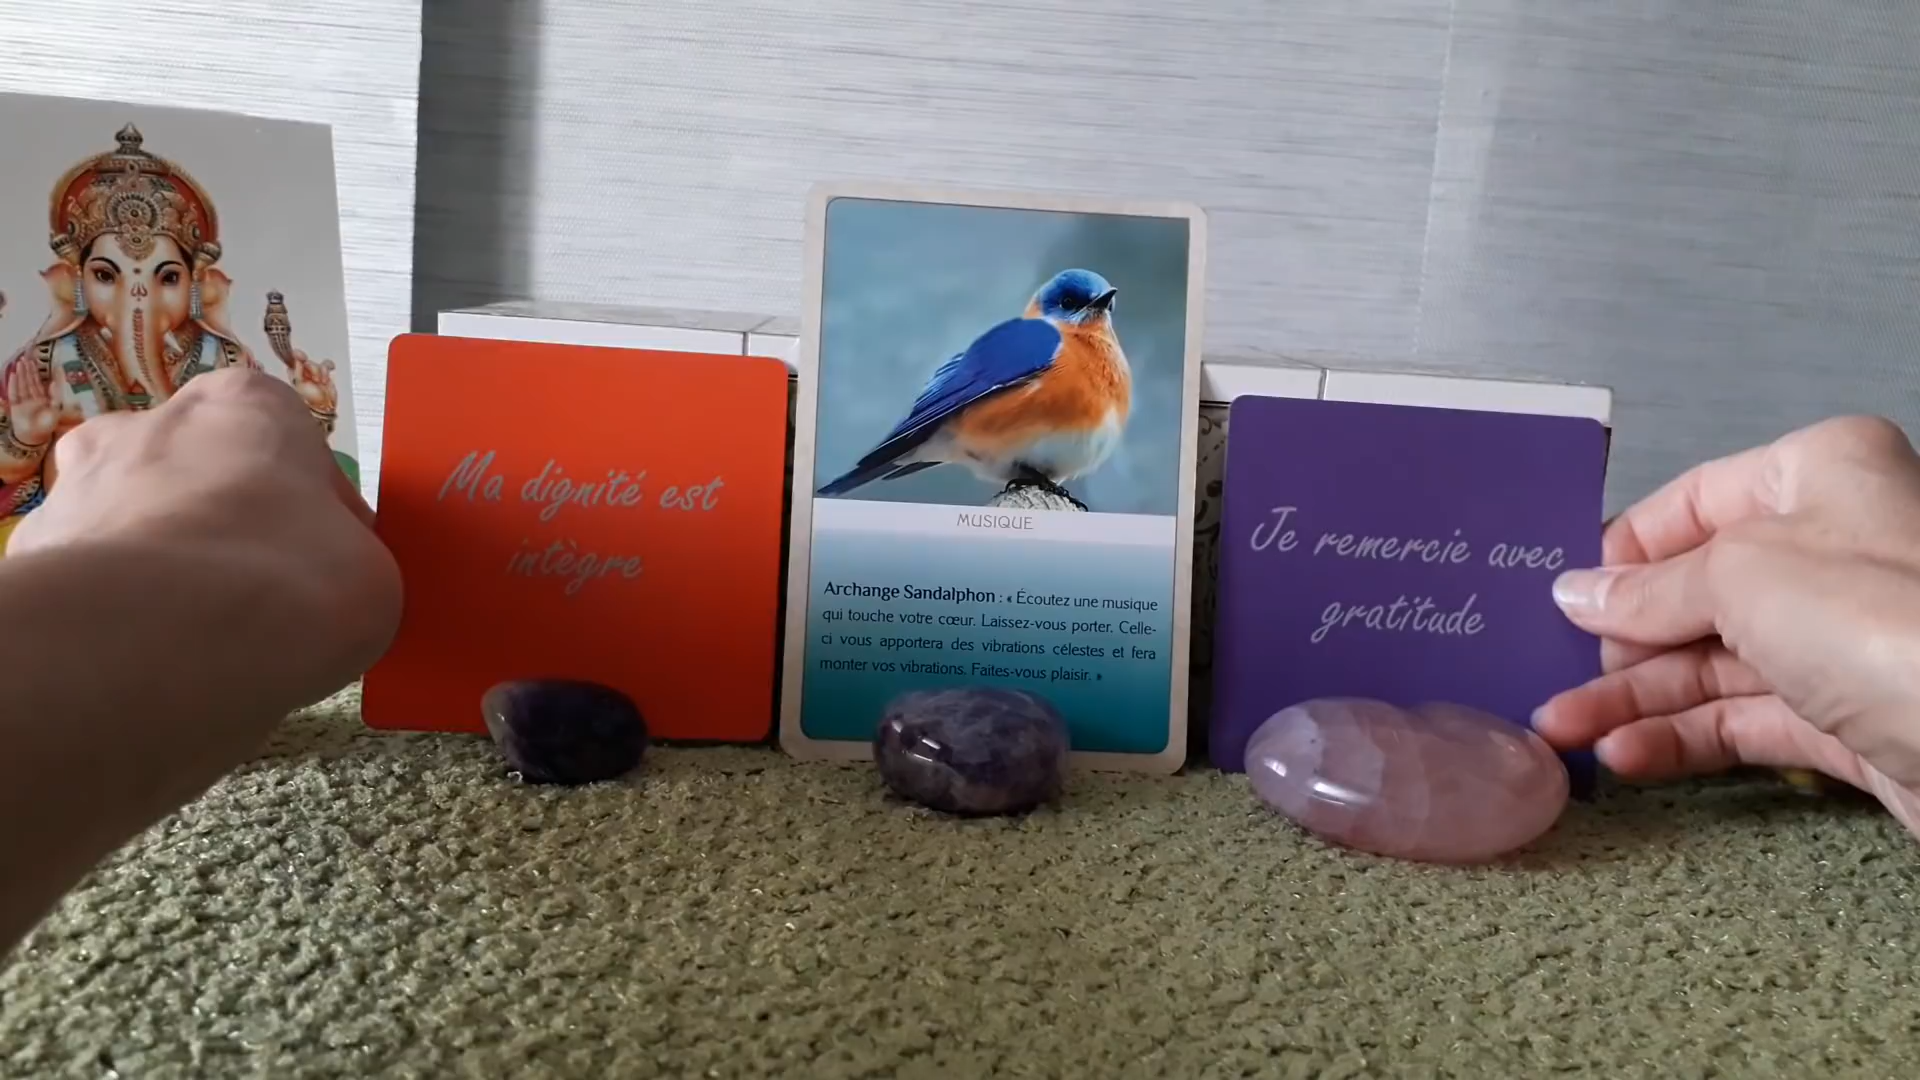 Ma dignité est
intègre
MUSIQUE
Archange Sandalphon : « Écoutez une musique
qui touche votre cœur. Laissez-vous porter. Celle-
ci vous apportera des vibrations célestes et fera
monter vos vibrations. Faites-vous plaisir. »
Je remercie avec
gratitude